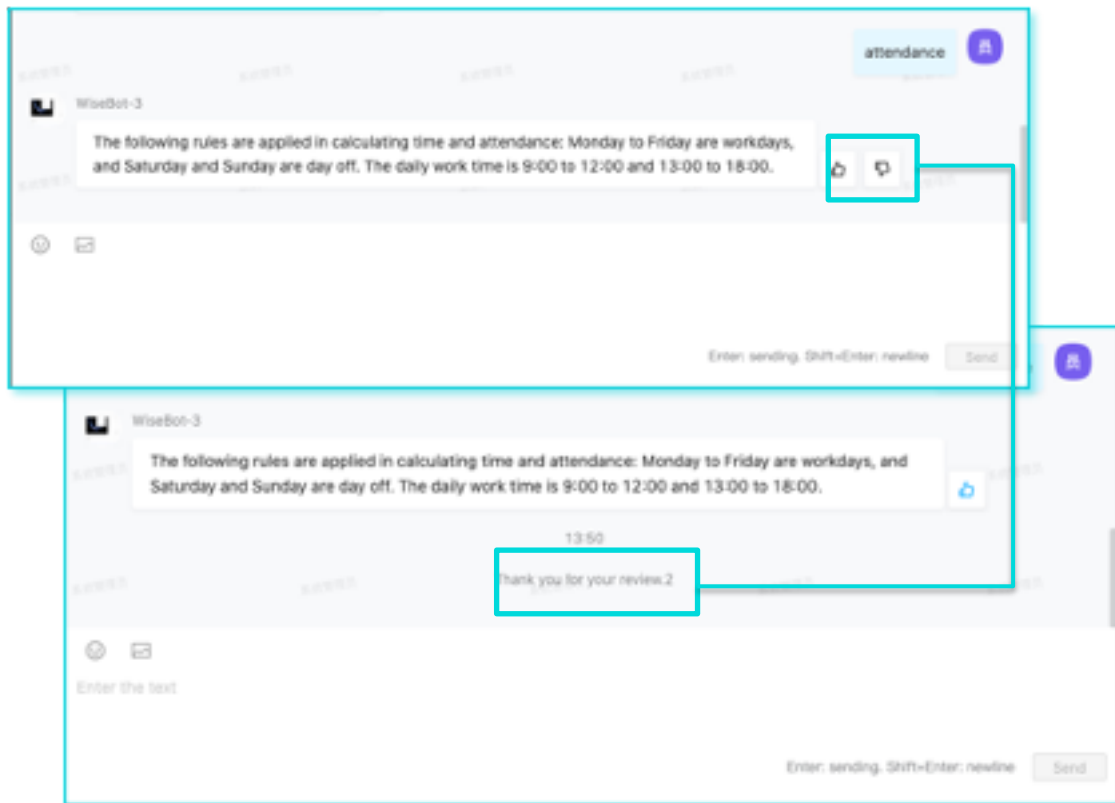 attendance
WiseBot-3
The following rules are applied in calculating time and attendance: Monday to Friday are workdays,
and Saturday and Sunday are day off. The daily work time is 9:00 to 12:00 and 13:00 to 18:00.
Enter: sending. Shift+Enter: newline
Send
WiseBot-3
The following rules are applied in calculating time and attendance: Monday to Friday are workdays, and
Saturday and Sunday are day off. The daily work time is 9:00 to 12:00 and 13:00 to 18:00.
13:50
Thank you for your review.2
Enter the text
Enter: sending. Shift+Enter: newline
Send